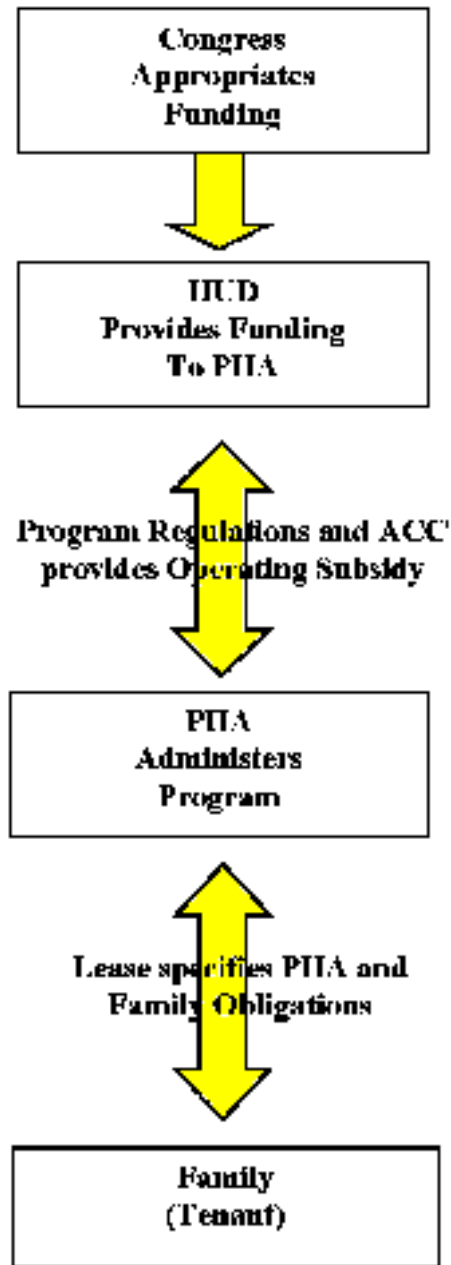 Congress
Appropriates
Funding
HUD
Provides Funding
To PHA
Program Regulations and ACC
provides Operating Subsidy
PHA
Administers
Program
Lease specifies PHA and
Family Obligations
Family
(Tenant)